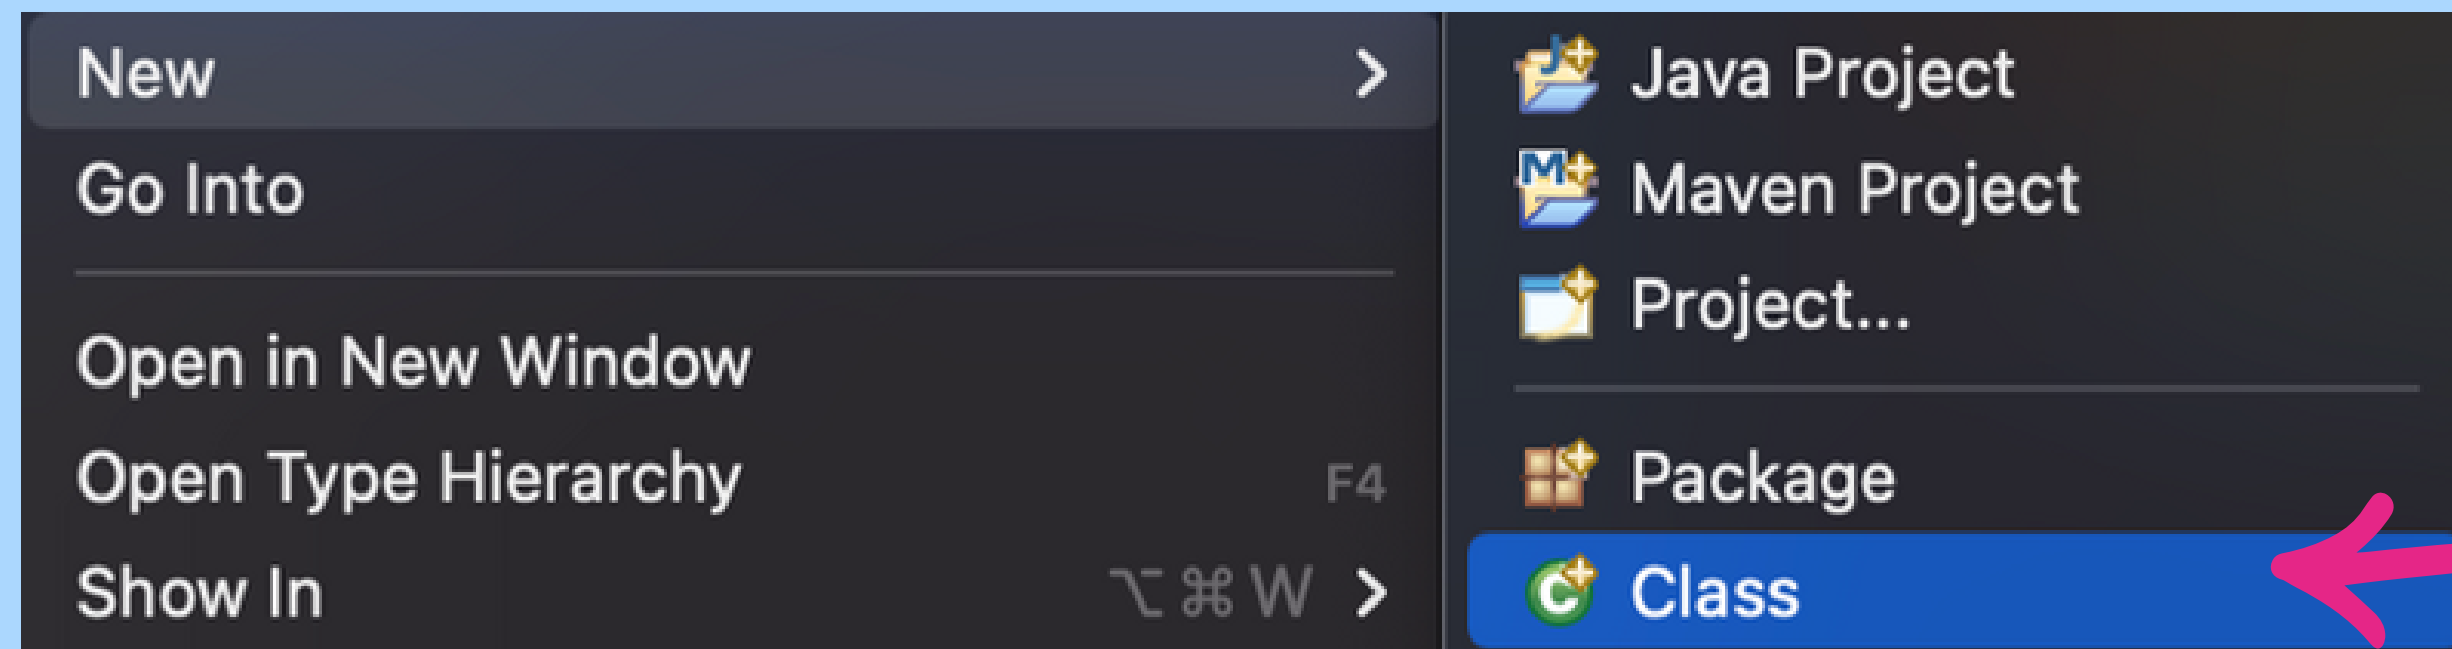 New
Go Into
Open in New Window
Open Type Hierarchy F4
Show In ⌥⌘W
Java Project
Maven Project
Project...
Package
Class